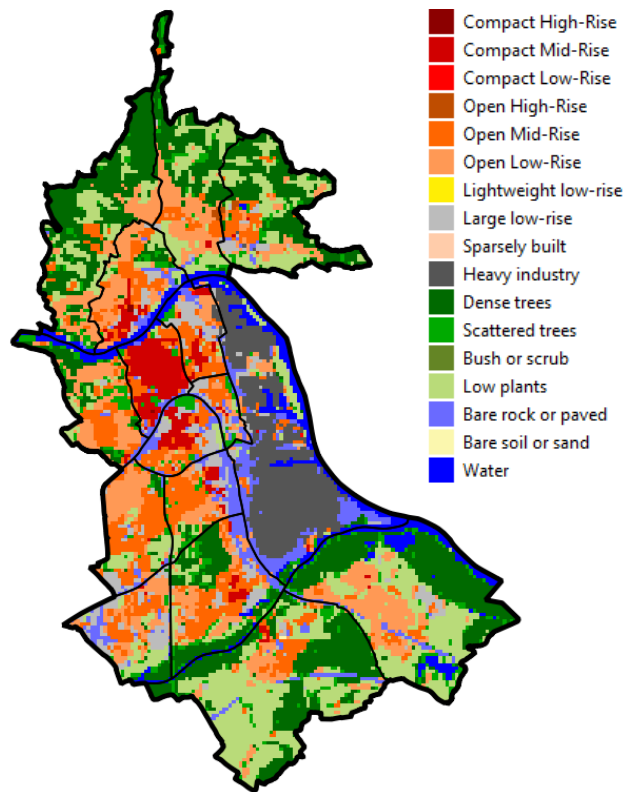 Compact High-Rise
Compact Mid-Rise
Compact Low-Rise
Open High-Rise
Open Mid-Rise
Open Low-Rise
Lightweight low-rise
Large low-rise
Sparsely built
Heavy industry
Dense trees
Scattered trees
Bush or scrub
Low plants
Bare rock or paved
Bare soil or sand
Water